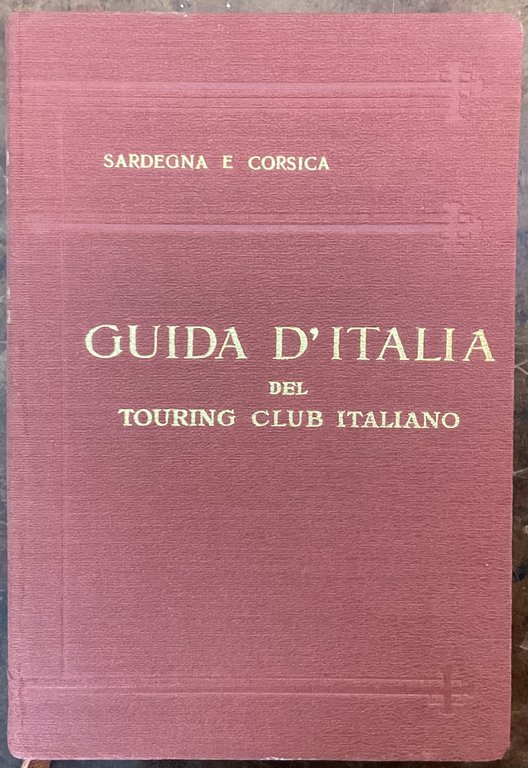 SARDEGNA E CORSICA
GUIDA D'ITALIA
DEL
TOURING CLUB ITALIANO